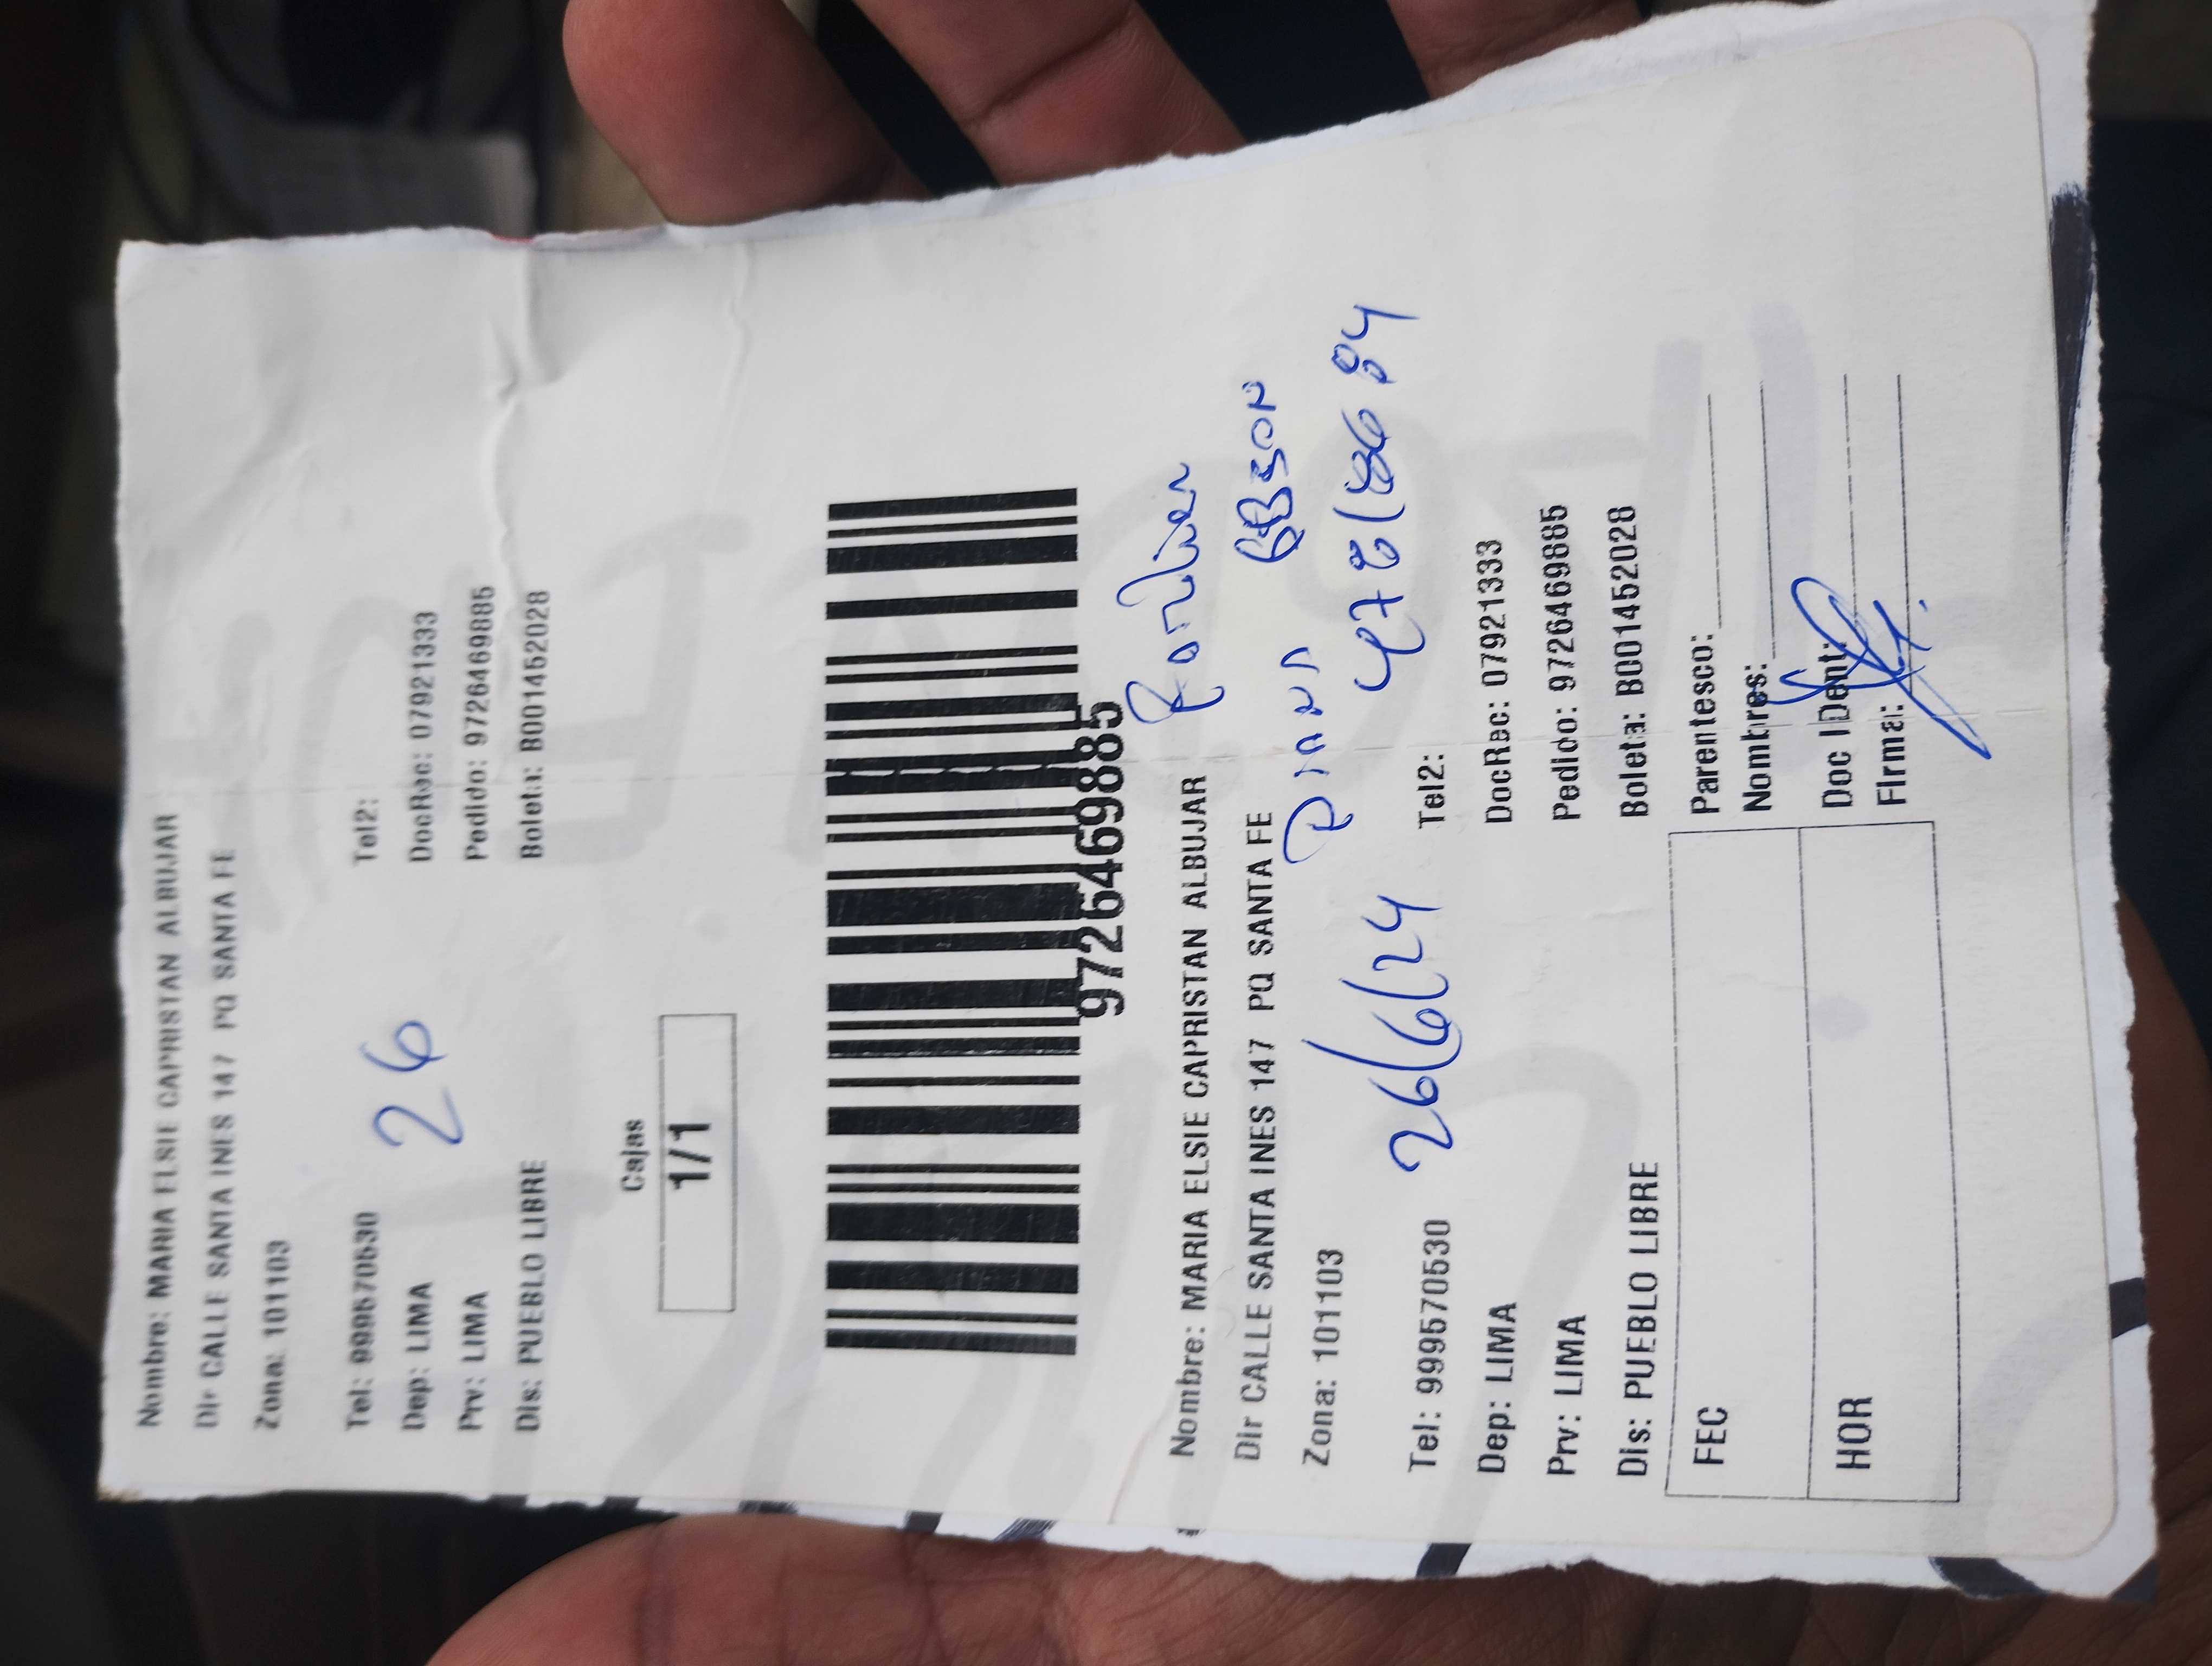 Nombre: MARIA ELSIE CAPRISTAN ALBUJAR
Dir CALLE SANTA INES 147 PQ SANTA FE
Zona: 101103
Tel: 999570530 Tel2:
Dep: LIMA 26 DocRec: 07921333
Prv: LIMA Pedido: 9726469885
Dis: PUEBLO LIBRE Boleta: B001452028
Cajas
1/1
9726469885
Nombre: MARIA ELSIE CAPRISTAN ALBUJAR
Dir CALLE SANTA INES 147 PQ SANTA FE
Zona: 101103
26/6/24
Tel: 999570530 Tel2:
Dep: LIMA DocRec: 07921333
Prv: LIMA Pedido: 9726469885
Dis: PUEBLO LIBRE Boleta: B001452028
FEC Parentesco:
Nombres:
HOR Doc IDent:
FIrma: